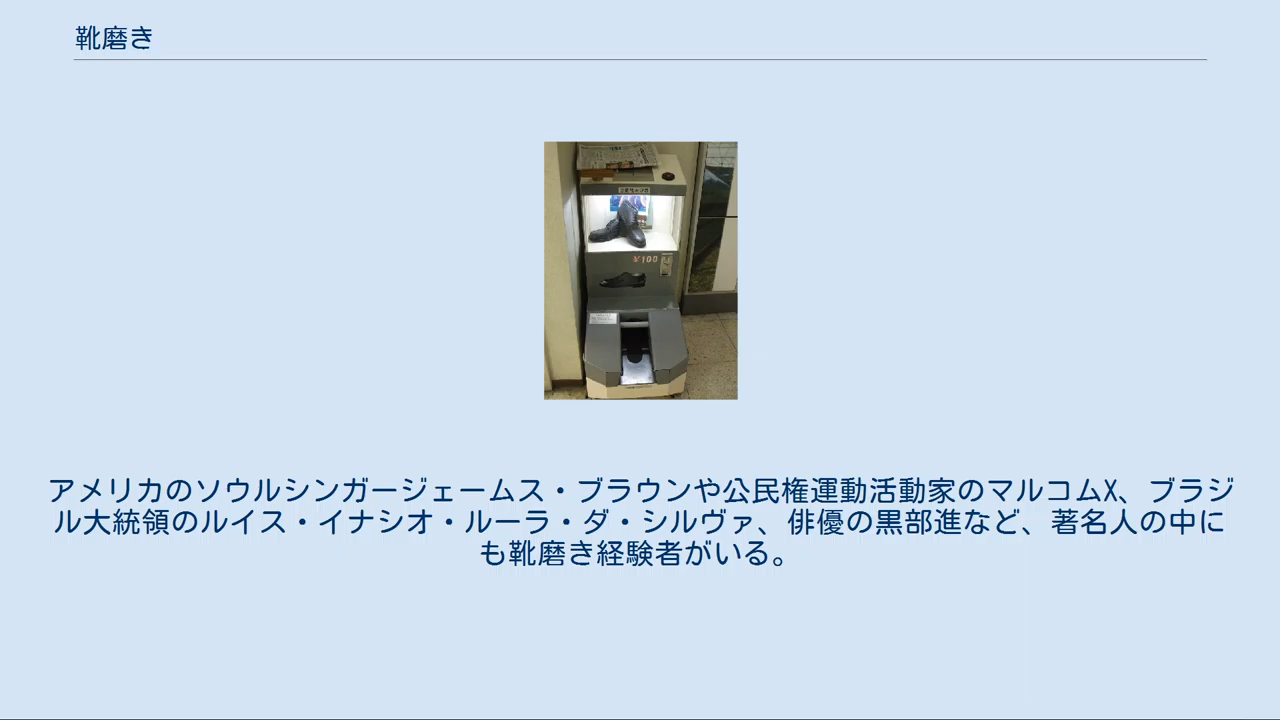 靴磨き
¥100
アメリカのソウルシンガージェームス・ブラウンや公民権運動活動家のマルコムX、ブラジ
ル大統領のルイス・イナシオ・ルーラ・ダ・シルヴァ、俳優の黒部進など、著名人の中に
も靴磨き経験者がいる。